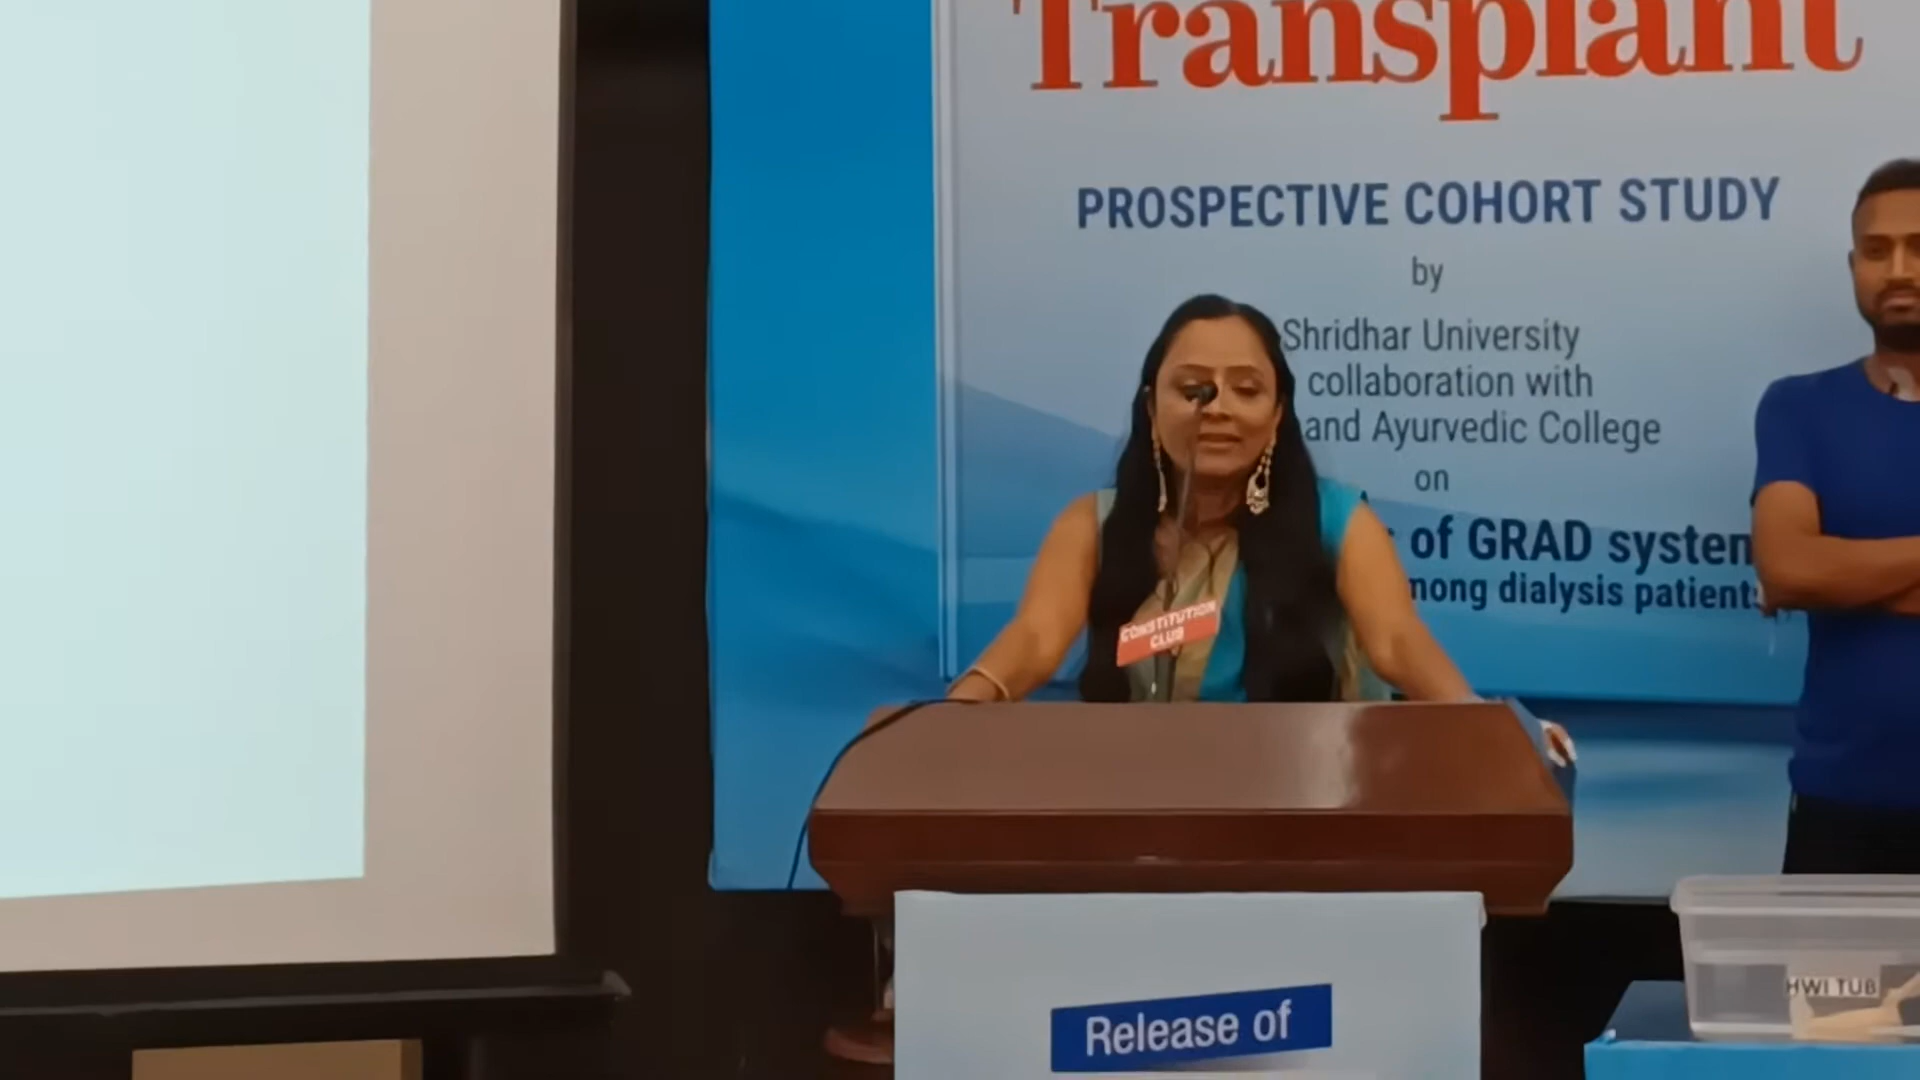 Transplant
PROSPECTIVE COHORT STUDY
by
Shridhar University
collaboration with
and Ayurvedic College
on
of GRAD system
among dialysis patients
CONSTITUTION
CLUB
Release of
HWI TUB